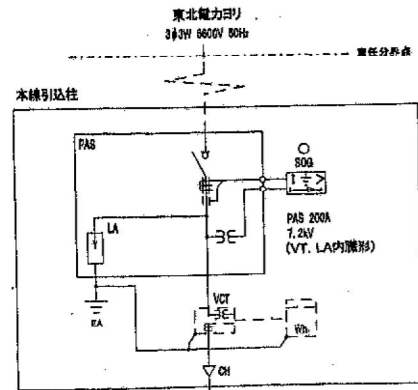 東北電力ヨリ
3φ3W 6600V 50Hz
責任分界点
本線引込柱
PAS
SOG
LA
PAS 200A
7.2kV
(VT、LA内臓形)
EA
VCT
Wh
CH